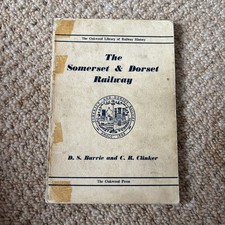 The Oakwood Library of Railway History
The
Somerset & Dorset
Railway
D. S. Barrie and C. R. Clinker
The Oakwood Press